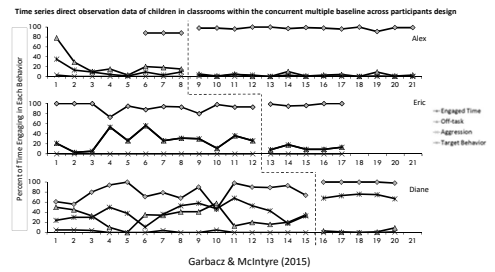 Time series direct observation data of children in classrooms within the concurrent multiple baseline across participants design
Percent of Time Engaging in Each Behavior
100
80
60
40
20
0
Alex
1 2 3 4 5 6 7 8 9 10 11 12 13 14 15 16 17 18 19 20 21
100
80
60
40
20
0
Eric
1 2 3 4 5 6 7 8 9 10 11 12 13 14 15 16 17 18 19 20 21
Engaged Time
Off-task
Aggression
Target Behavior
100
80
60
40
20
0
Diane
1 2 3 4 5 6 7 8 9 10 11 12 13 14 15 16 17 18 19 20 21
Garbacz & McIntyre (2015)